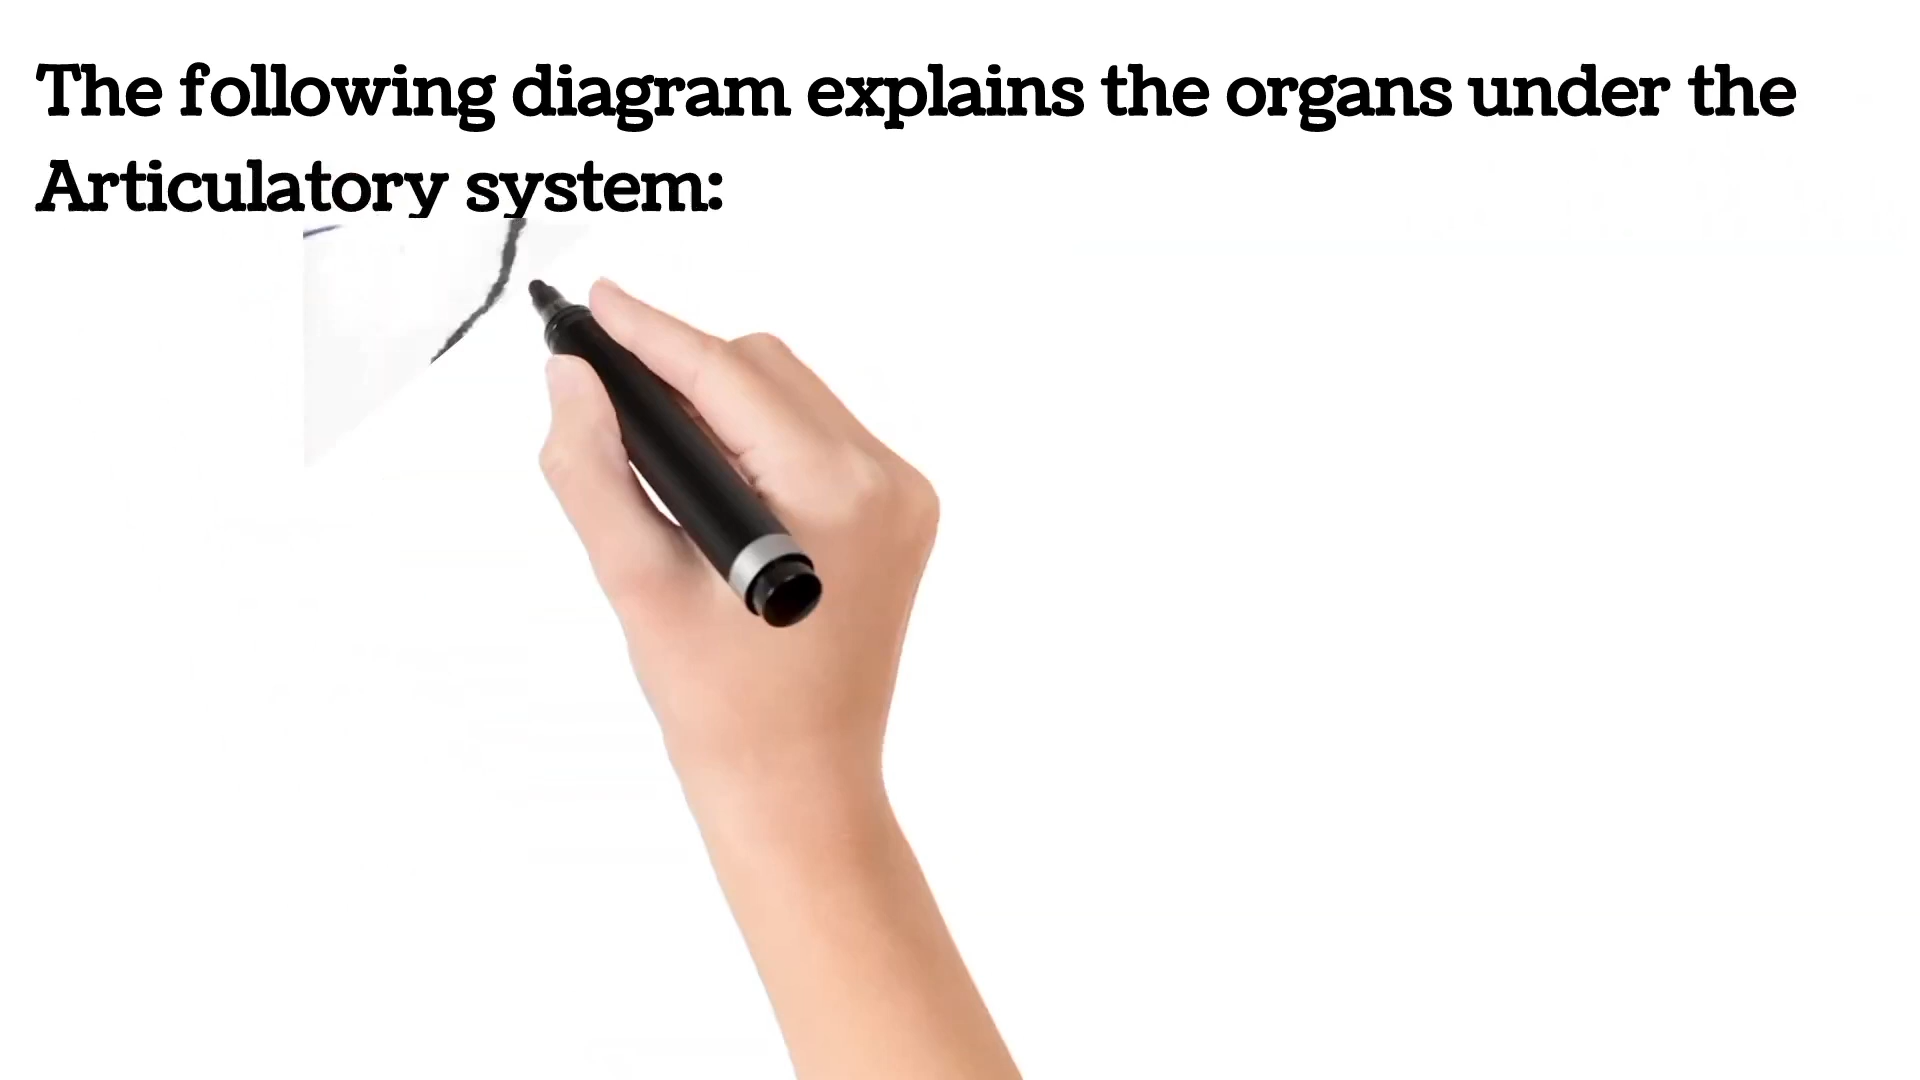 The following diagram explains the organs under the
Articulatory system: